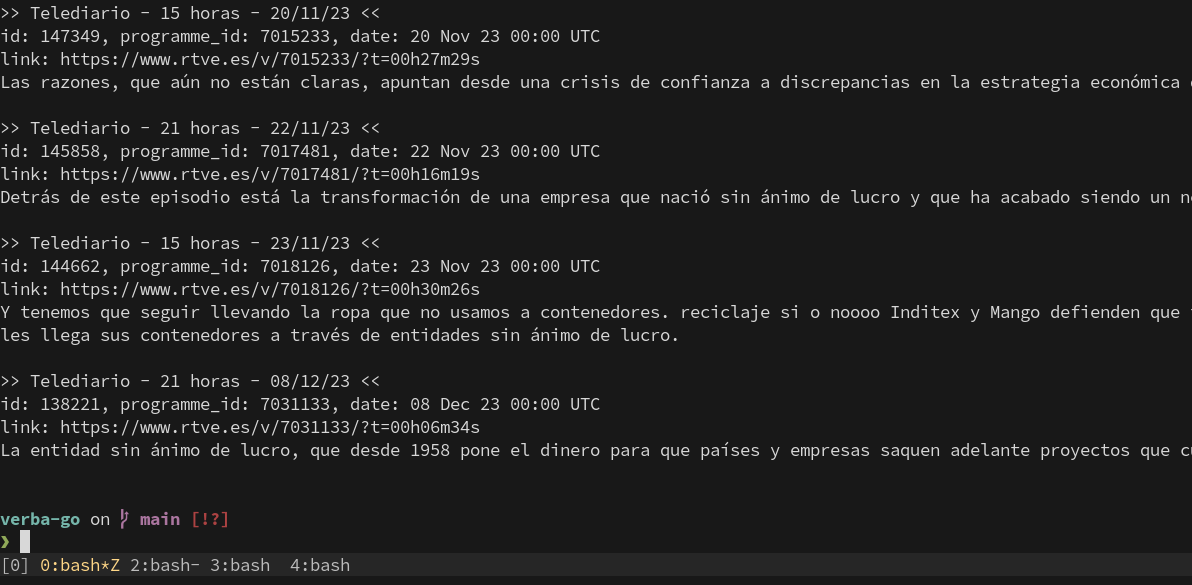 >> Telediario - 15 horas - 20/11/23 <<
id: 147349, programme_id: 7015233, date: 20 Nov 23 00:00 UTC
link: https://www.rtve.es/v/7015233/?t=00h27m29s
Las razones, que aún no están claras, apuntan desde una crisis de confianza a discrepancias en la estrategia económica
>> Telediario - 21 horas - 22/11/23 <<
id: 145858, programme_id: 7017481, date: 22 Nov 23 00:00 UTC
link: https://www.rtve.es/v/7017481/?t=00h16m19s
Detrás de este episodio está la transformación de una empresa que nació sin ánimo de lucro y que ha acabado siendo un
>> Telediario - 15 horas - 23/11/23 <<
id: 144662, programme_id: 7018126, date: 23 Nov 23 00:00 UTC
link: https://www.rtve.es/v/7018126/?t=00h30m26s
Y tenemos que seguir llevando la ropa que no usamos a contenedores. reciclaje si o noooo Inditex y Mango defienden que
les llega sus contenedores a través de entidades sin ánimo de lucro.
>> Telediario - 21 horas - 08/12/23 <<
id: 138221, programme_id: 7031133, date: 08 Dec 23 00:00 UTC
link: https://www.rtve.es/v/7031133/?t=00h06m34s
La entidad sin ánimo de lucro, que desde 1958 pone el dinero para que países y empresas saquen adelante proyectos que
verba-go on main [!?]
❯
[0] 0:bash*Z 2:bash- 3:bash 4:bash